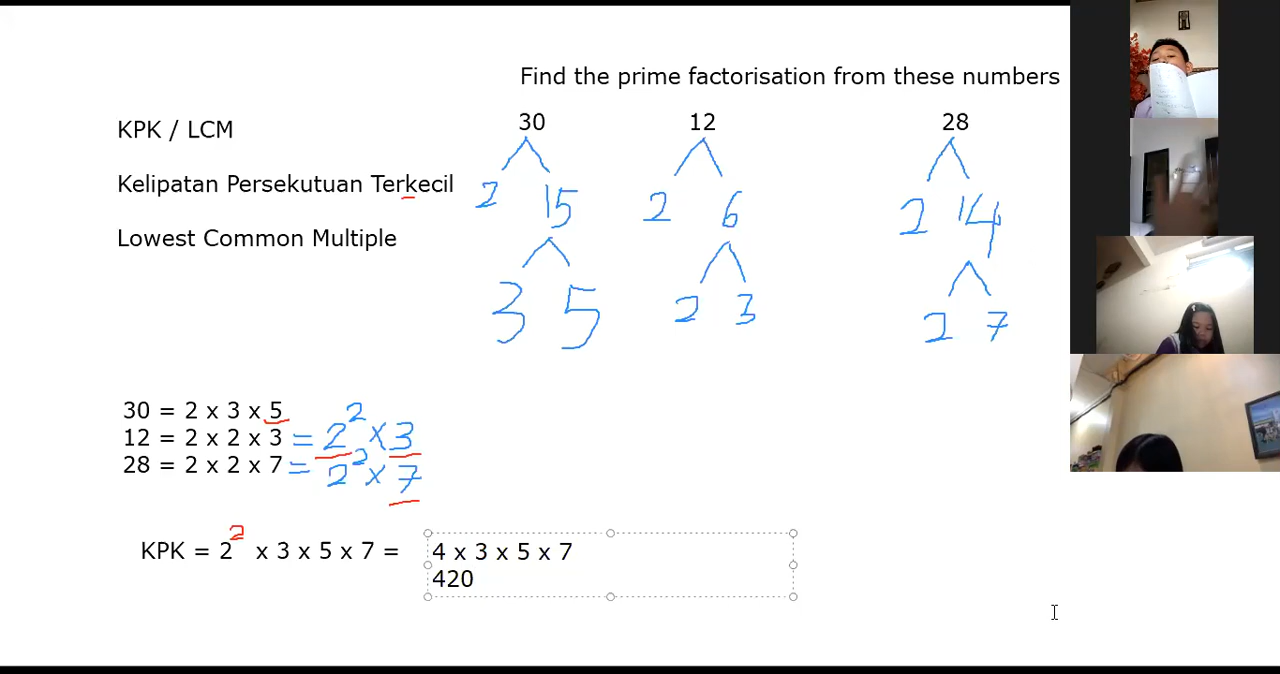 Find the prime factorisation from these numbers
KPK / LCM
30 12 28
Kelipatan Persekutuan Terkecil
2 15 2 6 2 14
Lowest Common Multiple
3 5 2 3 2 7
30 = 2 x 3 x 5
12 = 2 x 2 x 3 = 2² x 3
28 = 2 x 2 x 7 = 2² x 7
KPK = 2² x 3 x 5 x 7 = 4 x 3 x 5 x 7
420